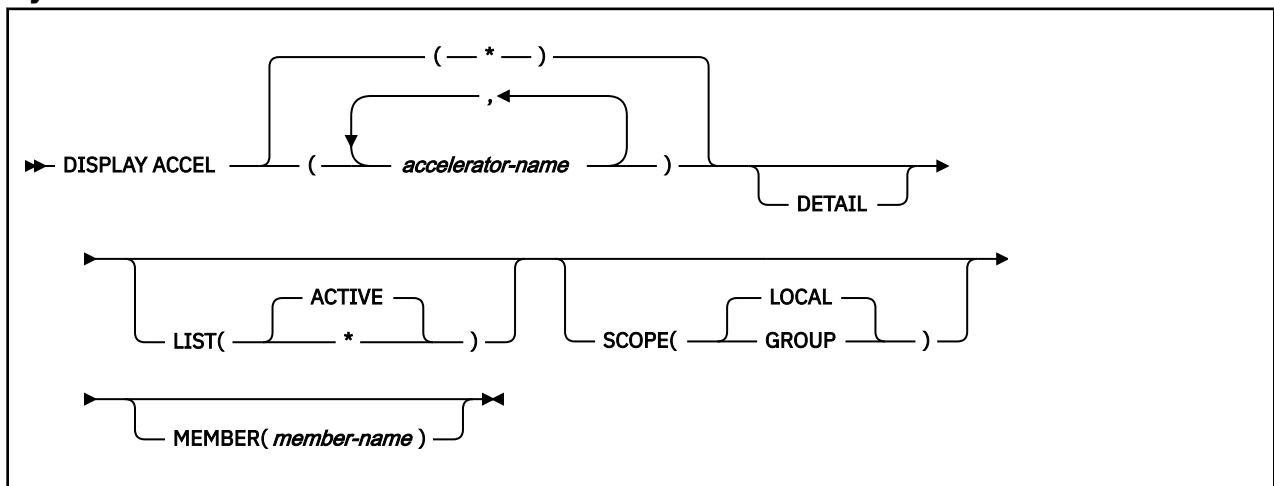 ( * )
,
DISPLAY ACCEL ( accelerator-name )
DETAIL
ACTIVE
LIST( * )
LOCAL
SCOPE( GROUP )
MEMBER( member-name )